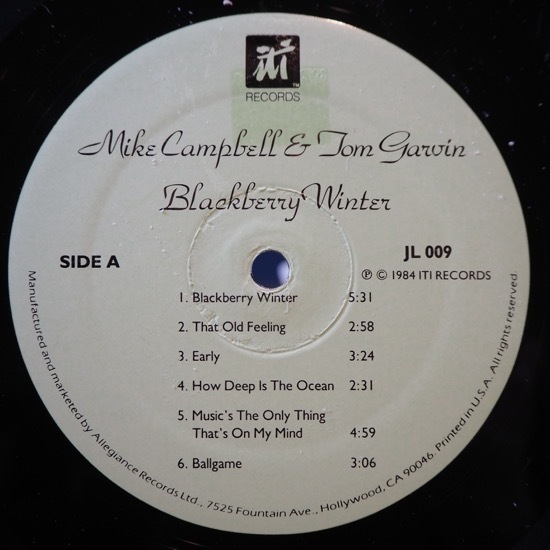 iti™
RECORDS
Mike Campbell & Tom Garvin
Blackberry Winter
SIDE A
JL 009
℗ © 1984 ITI RECORDS
1. Blackberry Winter 5:31
2. That Old Feeling 2:58
3. Early 3:24
4. How Deep Is The Ocean 2:31
5. Music's The Only Thing
That's On My Mind 4:59
6. Ballgame 3:06
Manufactured and marketed by Allegiance Records Ltd., 7525 Fountain Ave., Hollywood, CA 90046. Printed in U.S.A. All rights reserved.